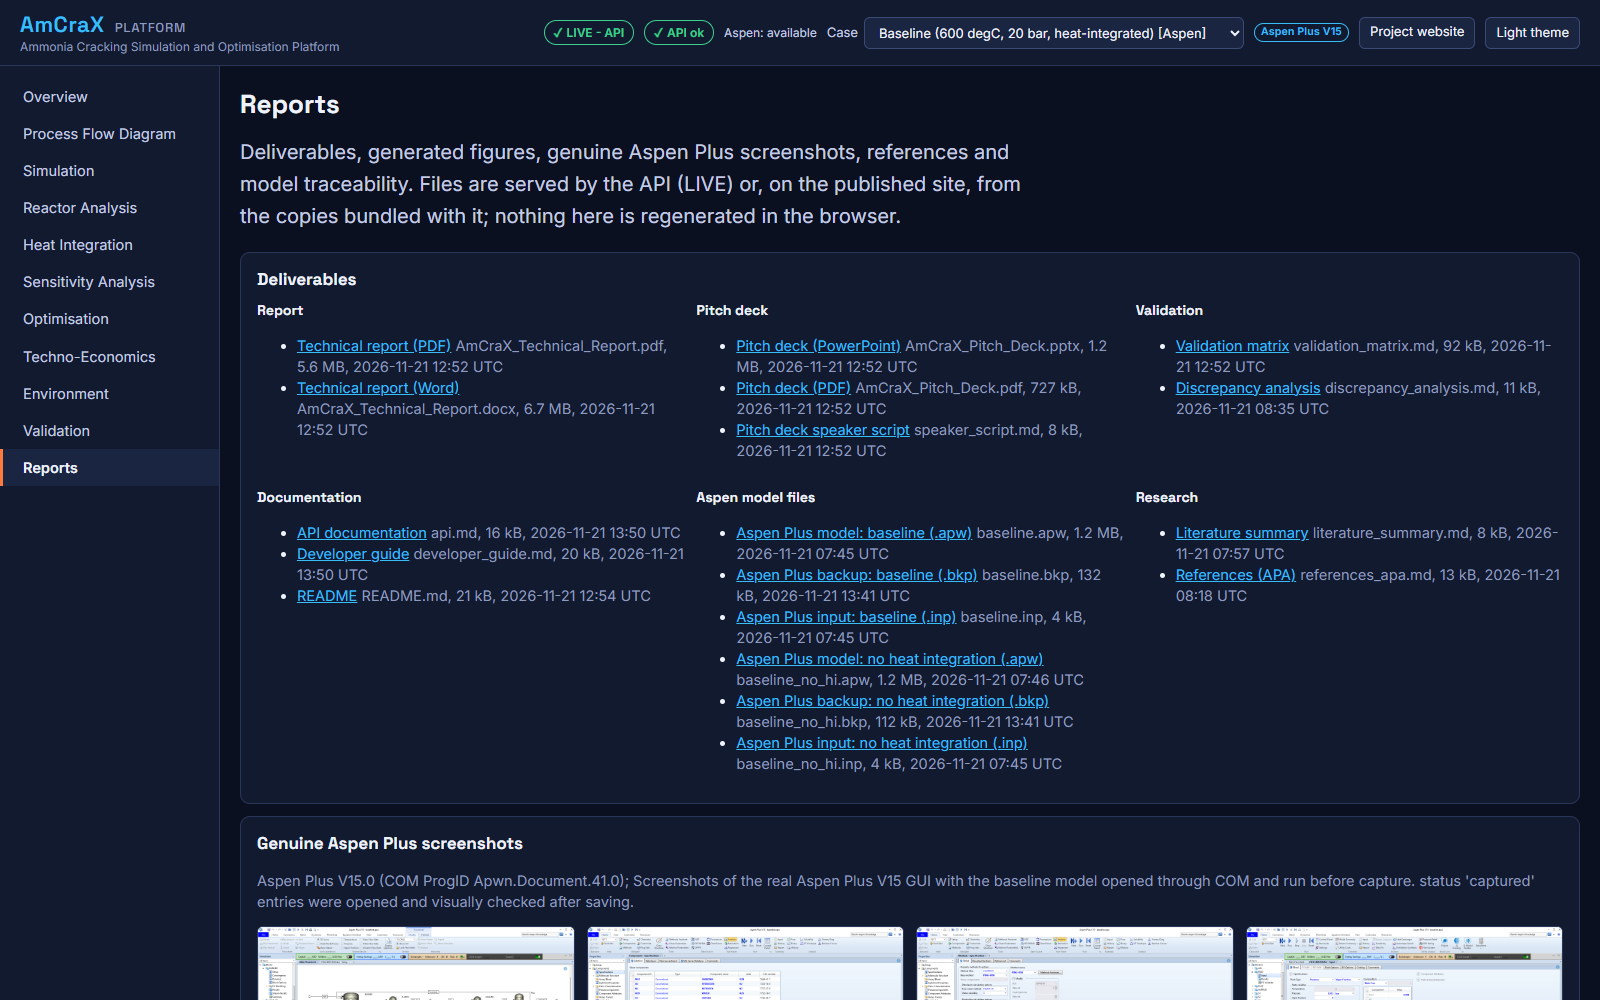 AmCraX PLATFORM
Ammonia Cracking Simulation and Optimisation Platform
✓ LIVE - API
✓ API ok
Aspen: available
Case
Baseline (600 degC, 20 bar, heat-integrated) [Aspen]
Aspen Plus V15
Project website
Light theme
Overview
Process Flow Diagram
Simulation
Reactor Analysis
Heat Integration
Sensitivity Analysis
Optimisation
Techno-Economics
Environment
Validation
Reports
Reports
Deliverables, generated figures, genuine Aspen Plus screenshots, references and
model traceability. Files are served by the API (LIVE) or, on the published site, from
the copies bundled with it; nothing here is regenerated in the browser.
Deliverables
Report
Technical report (PDF) AmCraX_Technical_Report.pdf,
5.6 MB, 2026-11-21 12:52 UTC
Technical report (Word)
AmCraX_Technical_Report.docx, 6.7 MB, 2026-11-21
12:52 UTC
Pitch deck
Pitch deck (PowerPoint) AmCraX_Pitch_Deck.pptx, 1.2
MB, 2026-11-21 12:52 UTC
Pitch deck (PDF) AmCraX_Pitch_Deck.pdf, 727 kB,
2026-11-21 12:52 UTC
Pitch deck speaker script speaker_script.md, 8 kB,
2026-11-21 12:52 UTC
Validation
Validation matrix validation_matrix.md, 92 kB, 2026-11-
21 12:52 UTC
Discrepancy analysis discrepancy_analysis.md, 11 kB,
2026-11-21 08:35 UTC
Documentation
API documentation api.md, 16 kB, 2026-11-21 13:50 UTC
Developer guide developer_guide.md, 20 kB, 2026-11-21
13:50 UTC
README README.md, 21 kB, 2026-11-21 12:54 UTC
Aspen model files
Aspen Plus model: baseline (.apw) baseline.apw, 1.2 MB,
2026-11-21 07:45 UTC
Aspen Plus backup: baseline (.bkp) baseline.bkp, 132
kB, 2026-11-21 13:41 UTC
Aspen Plus input: baseline (.inp) baseline.inp, 4 kB,
2026-11-21 07:45 UTC
Aspen Plus model: no heat integration (.apw)
baseline_no_hi.apw, 1.2 MB, 2026-11-21 07:46 UTC
Aspen Plus backup: no heat integration (.bkp)
baseline_no_hi.bkp, 112 kB, 2026-11-21 13:41 UTC
Aspen Plus input: no heat integration (.inp)
baseline_no_hi.inp, 4 kB, 2026-11-21 07:45 UTC
Research
Literature summary literature_summary.md, 8 kB, 2026-
11-21 07:57 UTC
References (APA) references_apa.md, 13 kB, 2026-11-21
08:18 UTC
Genuine Aspen Plus screenshots
Aspen Plus V15.0 (COM ProgID Apwn.Document.41.0); Screenshots of the real Aspen Plus V15 GUI with the baseline model opened through COM and run before capture. status 'captured'
entries were opened and visually checked after saving.